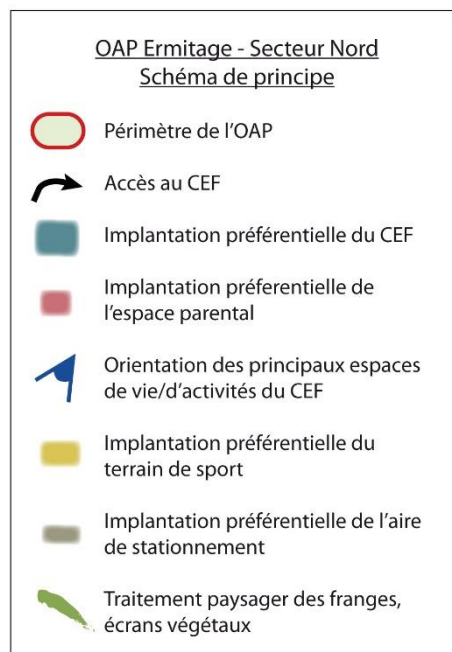 OAP Ermitage - Secteur Nord
Schéma de principe
Périmètre de l'OAP
Accès au CEF
Implantation préférentielle du CEF
Implantation préferentielle de
l'espace parental
Orientation des principaux espaces
de vie/d'activités du CEF
Implantation préférentielle du
terrain de sport
Implantation préférentielle de l'aire
de stationnement
Traitement paysager des franges,
écrans végétaux